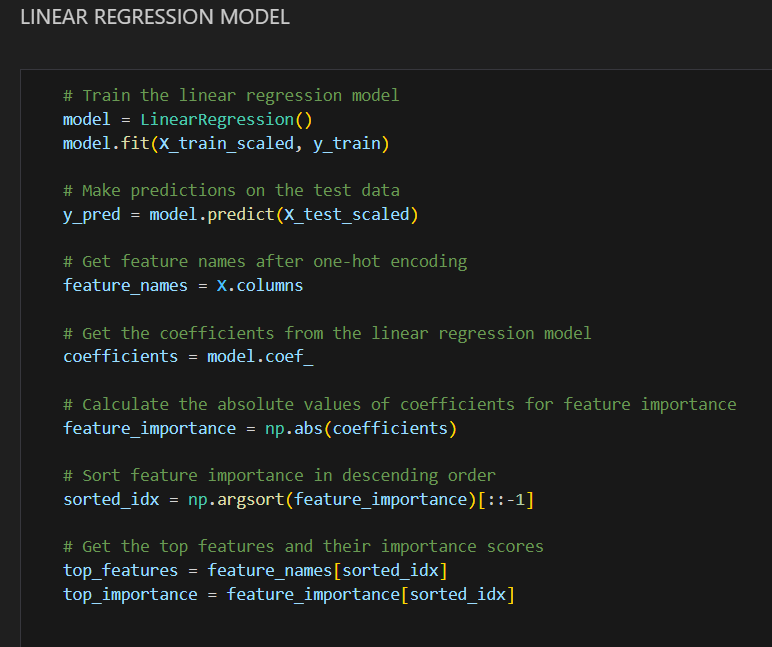 LINEAR REGRESSION MODEL
# Train the linear regression model
model = LinearRegression()
model.fit(X_train_scaled, y_train)
# Make predictions on the test data
y_pred = model.predict(X_test_scaled)
# Get feature names after one-hot encoding
feature_names = X.columns
# Get the coefficients from the linear regression model
coefficients = model.coef_
# Calculate the absolute values of coefficients for feature importance
feature_importance = np.abs(coefficients)
# Sort feature importance in descending order
sorted_idx = np.argsort(feature_importance)[::-1]
# Get the top features and their importance scores
top_features = feature_names[sorted_idx]
top_importance = feature_importance[sorted_idx]